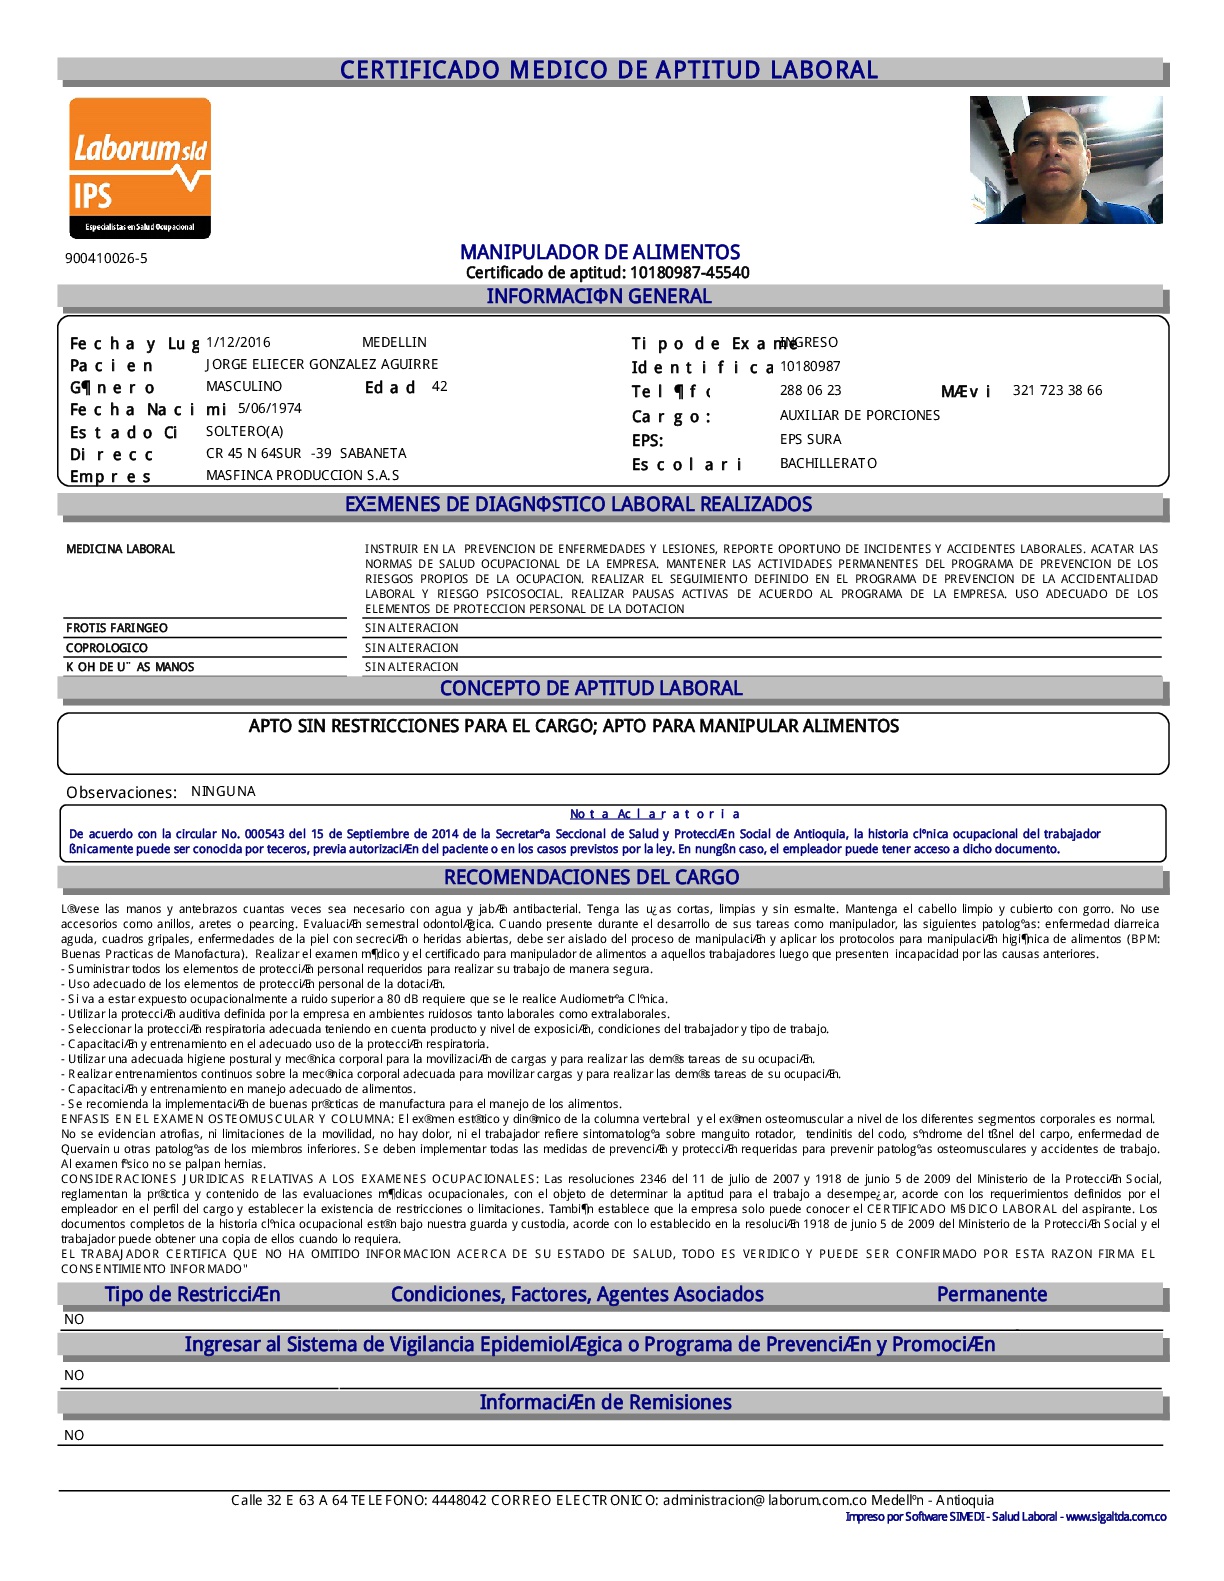 CERTIFICADO MEDICO DE APTITUD LABORAL
Laborum sld
IPS
Especialistas en Salud Ocupacional
900410026-5
MANIPULADOR DE ALIMENTOS
Certificado de aptitud: 10180987-45540
INFORMACIΦN GENERAL
Fecha y Lug 1/12/2016 MEDELLIN Tipo de Exame INGRESO
Pacien JORGE ELIECER GONZALEZ AGUIRRE Identifica 10180987
G¶nero MASCULINO Edad 42 Tel¶fc 288 06 23 MÆvi 321 723 38 66
Fecha Nacimi 5/06/1974 Cargo: AUXILIAR DE PORCIONES
Estado Ci SOLTERO(A) EPS: EPS SURA
Direcc CR 45 N 64SUR -39 SABANETA Escolari BACHILLERATO
Empres MASFINCA PRODUCCION S.A.S
EXΞMENES DE DIAGNΦSTICO LABORAL REALIZADOS
MEDICINA LABORAL INSTRUIR EN LA PREVENCION DE ENFERMEDADES Y LESIONES, REPORTE OPORTUNO DE INCIDENTES Y ACCIDENTES LABORALES. ACATAR LAS
NORMAS DE SALUD OCUPACIONAL DE LA EMPRESA. MANTENER LAS ACTIVIDADES PERMANENTES DEL PROGRAMA DE PREVENCION DE LOS
RIESGOS PROPIOS DE LA OCUPACION. REALIZAR EL SEGUIMIENTO DEFINIDO EN EL PROGRAMA DE PREVENCION DE LA ACCIDENTALIDAD
LABORAL Y RIESGO PSICOSOCIAL. REALIZAR PAUSAS ACTIVAS DE ACUERDO AL PROGRAMA DE LA EMPRESA. USO ADECUADO DE LOS
ELEMENTOS DE PROTECCION PERSONAL DE LA DOTACION
FROTIS FARINGEO SIN ALTERACION
COPROLOGICO SIN ALTERACION
KOH DE U¨AS MANOS SIN ALTERACION
CONCEPTO DE APTITUD LABORAL
APTO SIN RESTRICCIONES PARA EL CARGO; APTO PARA MANIPULAR ALIMENTOS
Observaciones: NINGUNA
Nota Aclaratoria
De acuerdo con la circular No. 000543 del 15 de Septiembre de 2014 de la Secretarªa Seccional de Salud y ProtecciÆn Social de Antioquia, la historia clªnica ocupacional del trabajador
ßnicamente puede ser conocida por teceros, previa autorizaciÆn del paciente o en los casos previstos por la ley. En nungßn caso, el empleador puede tener acceso a dicho documento.
RECOMENDACIONES DEL CARGO
L®vese las manos y antebrazos cuantas veces sea necesario con agua y jabÆn antibacterial. Tenga las u¿as cortas, limpias y sin esmalte. Mantenga el cabello limpio y cubierto con gorro. No use
accesorios como anillos, aretes o pearcing. EvaluaciÆn semestral odontolÆgica. Cuando presente durante el desarrollo de sus tareas como manipulador, las siguientes patologªas: enfermedad diarreica
aguda, cuadros gripales, enfermedades de la piel con secreciÆn o heridas abiertas, debe ser aislado del proceso de manipulaciÆn y aplicar los protocolos para manipulaciÆn higi¶nica de alimentos (BPM:
Buenas Practicas de Manofactura). Realizar el examen m¶dico y el certificado para manipulador de alimentos a aquellos trabajadores luego que presenten incapacidad por las causas anteriores.
- Suministrar todos los elementos de protecciÆn personal requeridos para realizar su trabajo de manera segura.
- Uso adecuado de los elementos de protecciÆn personal de la dotaciÆn.
- Si va a estar expuesto ocupacionalmente a ruido superior a 80 dB requiere que se le realice Audiometrªa Clªnica.
- Utilizar la protecciÆn auditiva definida por la empresa en ambientes ruidosos tanto laborales como extralaborales.
- Seleccionar la protecciÆn respiratoria adecuada teniendo en cuenta producto y nivel de exposiciÆn, condiciones del trabajador y tipo de trabajo.
- CapacitaciÆn y entrenamiento en el adecuado uso de la protecciÆn respiratoria.
- Utilizar una adecuada higiene postural y mec®nica corporal para la movilizaciÆn de cargas y para realizar las dem®s tareas de su ocupaciÆn.
- Realizar entrenamientos continuos sobre la mec®nica corporal adecuada para movilizar cargas y para realizar las dem®s tareas de su ocupaciÆn.
- CapacitaciÆn y entrenamiento en manejo adecuado de alimentos.
- Se recomienda la implementaciÆn de buenas pr®cticas de manufactura para el manejo de los alimentos.
ENFASIS EN EL EXAMEN OSTEOMUSCULAR Y COLUMNA: El ex®men est®tico y din®mico de la columna vertebral y el ex®men osteomuscular a nivel de los diferentes segmentos corporales es normal.
No se evidencian atrofias, ni limitaciones de la movilidad, no hay dolor, ni el trabajador refiere sintomatologªa sobre manguito rotador, tendinitis del codo, sªndrome del tßnel del carpo, enfermedad de
Quervain u otras patologªas de los miembros inferiores. Se deben implementar todas las medidas de prevenciÆn y protecciÆn requeridas para prevenir patologªas osteomusculares y accidentes de trabajo.
Al examen fªsico no se palpan hernias.
CONSIDERACIONES JURIDICAS RELATIVAS A LOS EXAMENES OCUPACIONALES: Las resoluciones 2346 del 11 de julio de 2007 y 1918 de junio 5 de 2009 del Ministerio de la ProtecciÆn Social,
reglamentan la pr®ctica y contenido de las evaluaciones m¶dicas ocupacionales, con el objeto de determinar la aptitud para el trabajo a desempe¿ar, acorde con los requerimientos definidos por el
empleador en el perfil del cargo y establecer la existencia de restricciones o limitaciones. Tambi¶n establece que la empresa solo puede conocer el CERTIFICADO M§DICO LABORAL del aspirante. Los
documentos completos de la historia clªnica ocupacional est®n bajo nuestra guarda y custodia, acorde con lo establecido en la resoluciÆn 1918 de junio 5 de 2009 del Ministerio de la ProtecciÆn Social y el
trabajador puede obtener una copia de ellos cuando lo requiera.
EL TRABAJADOR CERTIFICA QUE NO HA OMITIDO INFORMACION ACERCA DE SU ESTADO DE SALUD, TODO ES VERIDICO Y PUEDE SER CONFIRMADO POR ESTA RAZON FIRMA EL
CONSENTIMIENTO INFORMADO"
Tipo de RestricciÆn Condiciones, Factores, Agentes Asociados Permanente
NO
Ingresar al Sistema de Vigilancia EpidemiolÆgica o Programa de PrevenciÆn y PromociÆn
NO
InformaciÆn de Remisiones
NO
Calle 32 E 63 A 64 TELEFONO: 4448042 CORREO ELECTRONICO: administracion@laborum.com.co Medellªn - Antioquia
Impreso por Software SIMEDI - Salud Laboral - www.sigaltda.com.co